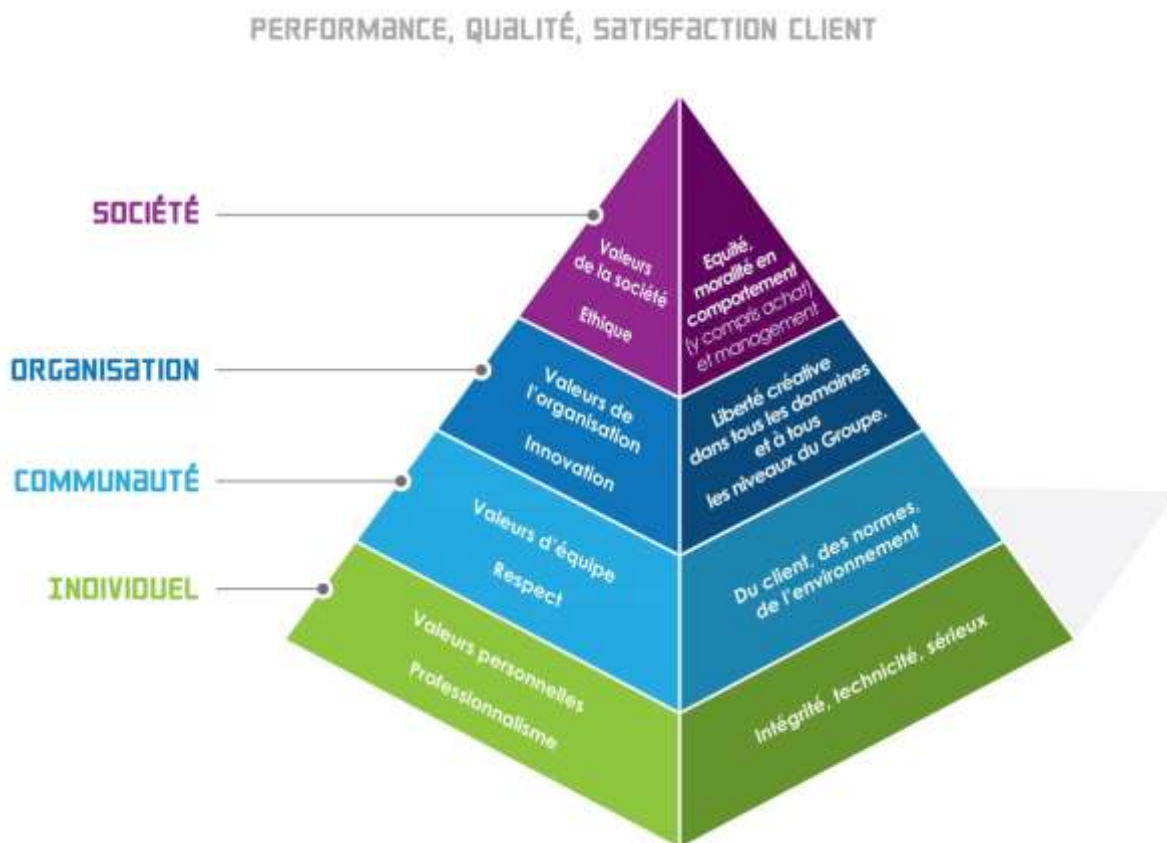 PERFORMANCE, QUALITÉ, SATISFACTION CLIENT
SOCIÉTÉ
Valeurs
de la société
Ethique
Equité,
moralité en
comportement
(y compris achat)
et management
ORGANISATION
Valeurs de
l'organisation
Innovation
Liberté créative
dans tous les domaines
et à tous
les niveaux du Groupe.
COMMUNAUTÉ
Valeurs d'équipe
Respect
Du client, des normes,
de l'environnement
INDIVIDUEL
Valeurs personnelles
Professionnalisme
Intégrité, technicité, sérieux